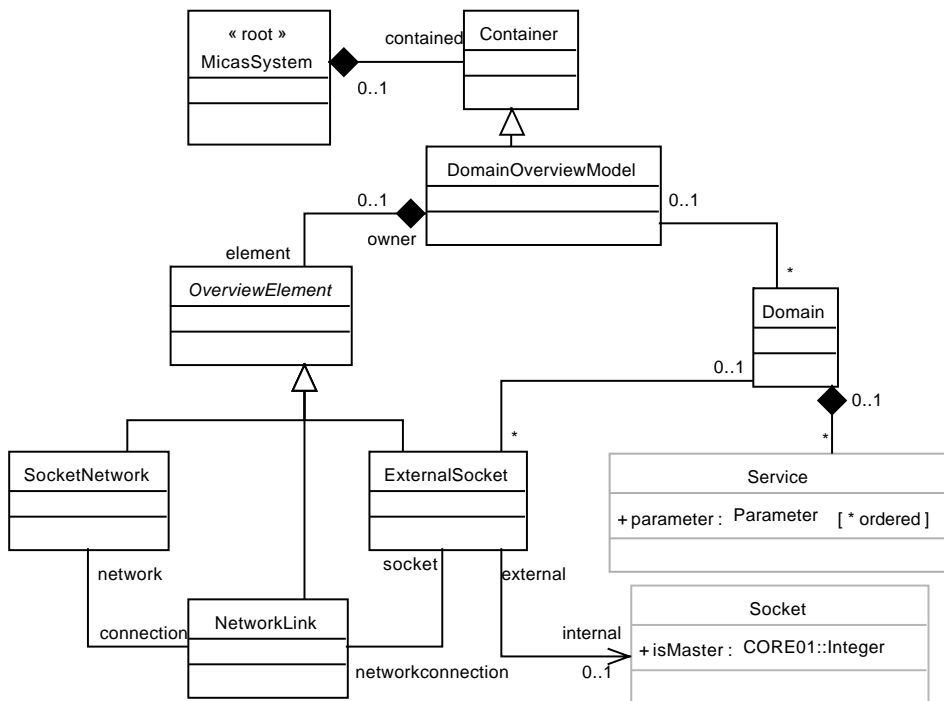 « root »
MicasSystem
contained
Container
0..1
DomainOverviewModel
0..1
0..1
owner
element
*
OverviewElement
Domain
0..1
0..1
*
*
SocketNetwork
ExternalSocket
Service
+ parameter : Parameter [ * ordered ]
network
socket
external
NetworkLink
Socket
connection
internal
+ isMaster : CORE01::Integer
networkconnection
0..1